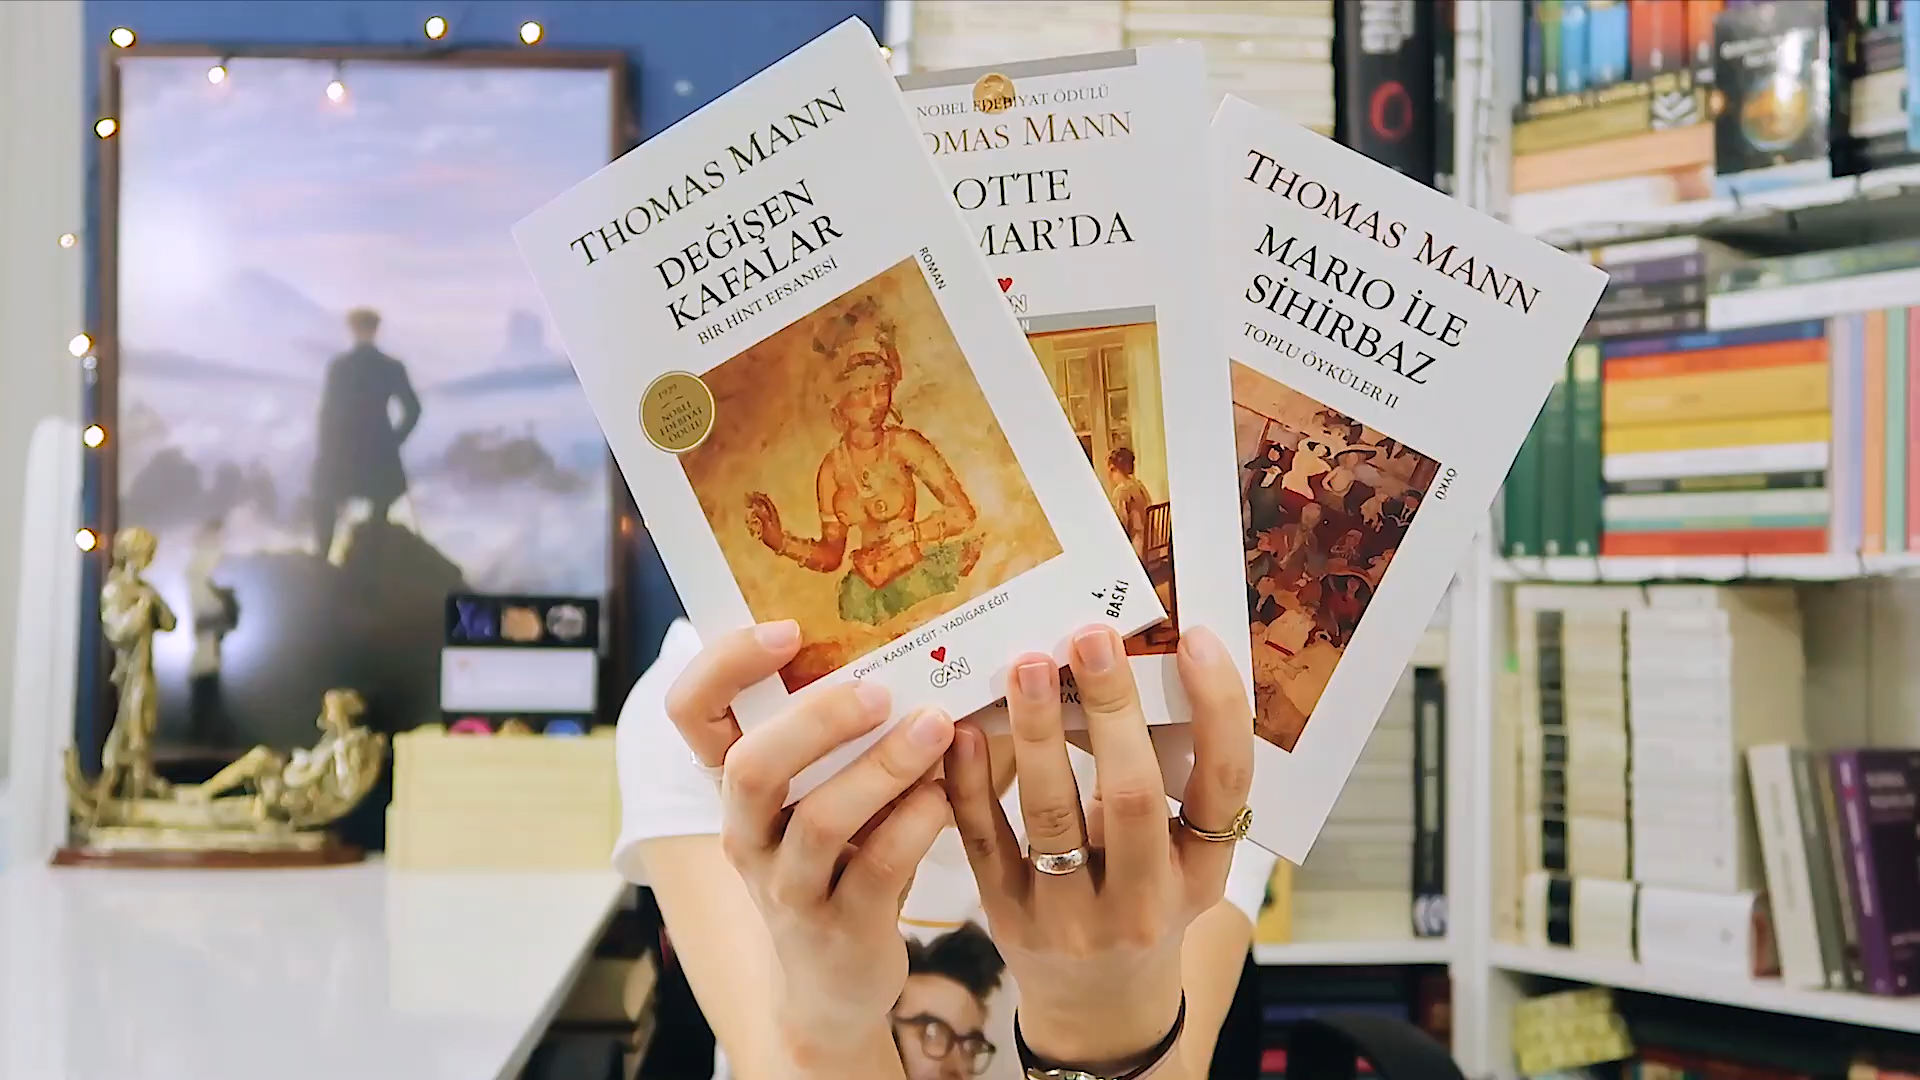 THOMAS MANN
DEĞİŞEN
KAFALAR
BİR HİNT EFSANESİ
ROMAN
1929
NOBEL
EDEBİYAT
ÖDÜLÜ
Çeviri: KASIM EĞİT - YADİGAR EĞİT
CAN
4.
BASKI
NOBEL EDEBİYAT ÖDÜLÜ
OMAS MANN
OTTE
MAR'DA
THOMAS MANN
MARIO İLE
SİHİRBAZ
TOPLU ÖYKÜLER II
ÖYKÜ